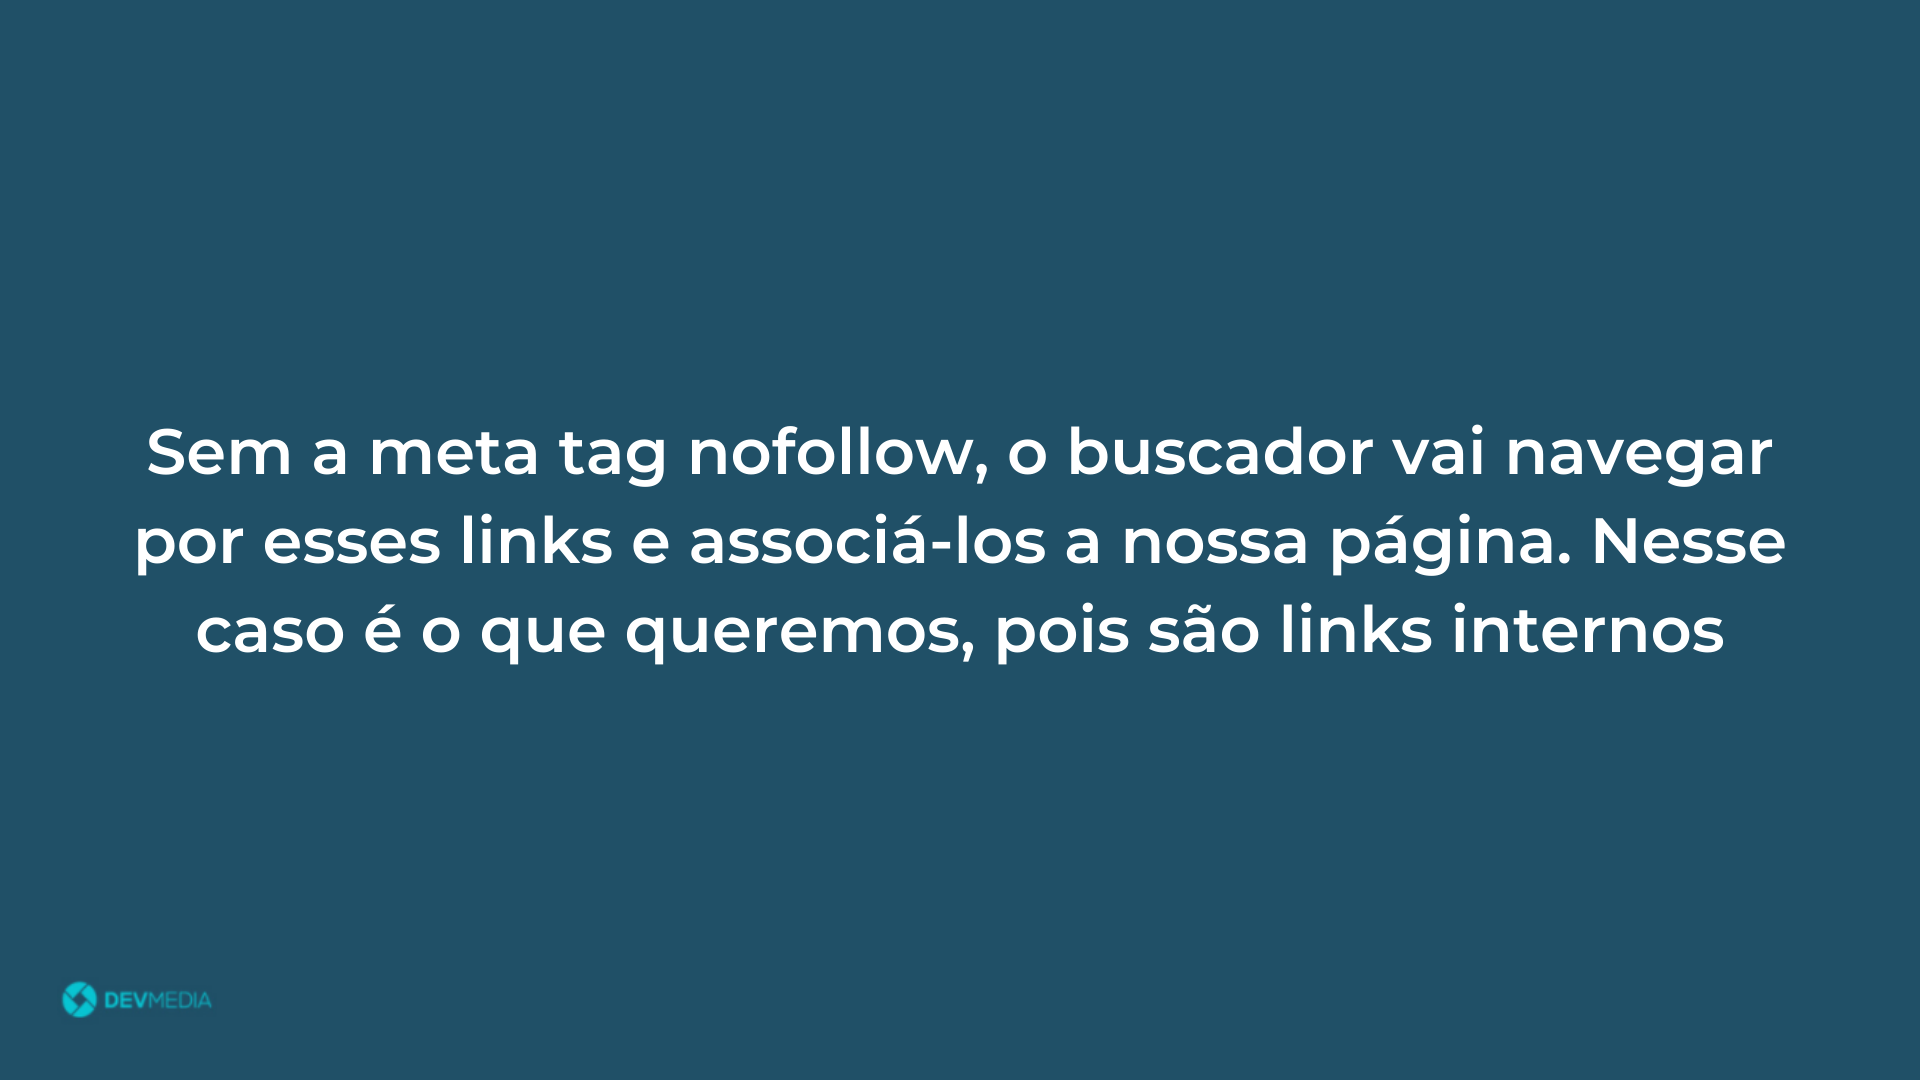 Sem a meta tag nofollow, o buscador vai navegar
por esses links e associá-los a nossa página. Nesse
caso é o que queremos, pois são links internos
DEVMEDIA